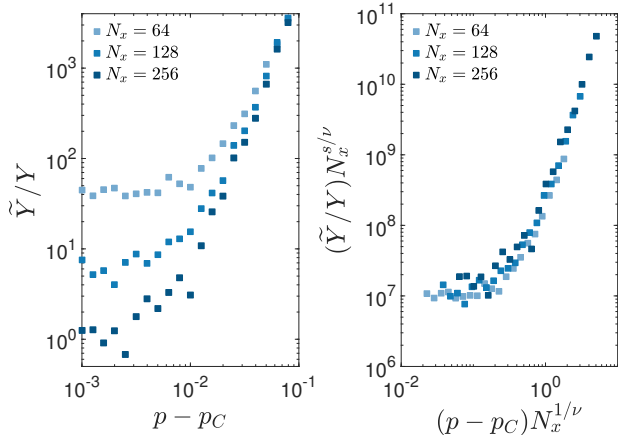 N_x = 64
N_x = 128
N_x = 256
10^3
10^2
10^1
10^0
10^{-3}
10^{-2}
10^{-1}
p − p_C
Ỹ/Y
N_x = 64
N_x = 128
N_x = 256
10^{11}
10^{10}
10^9
10^8
10^7
10^6
10^{-2}
10^0
(p − p_C)N_x^{1/ν}
(Ỹ/Y)N_x^{s/ν}